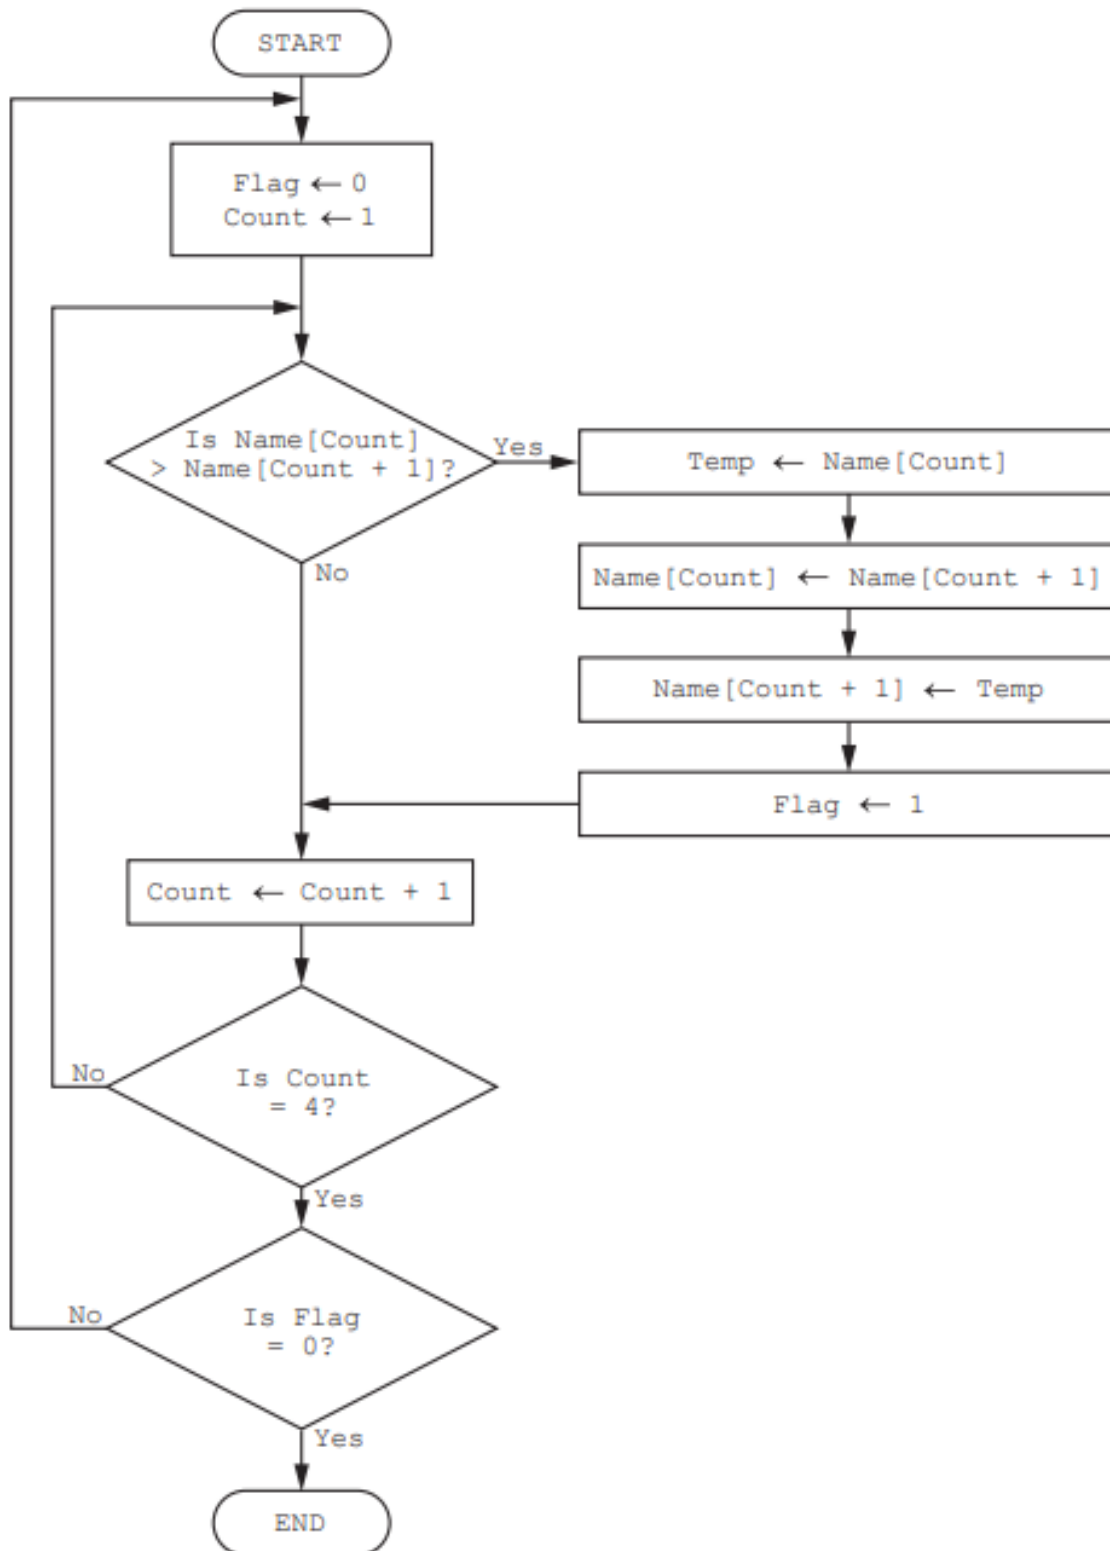 START
Flag ← 0
Count ← 1
Is Name[Count]
> Name[Count + 1]?
Yes
Temp ← Name[Count]
No
Name[Count] ← Name[Count + 1]
Name[Count + 1] ← Temp
Flag ← 1
Count ← Count + 1
No
Is Count
= 4?
Yes
No
Is Flag
= 0?
Yes
END